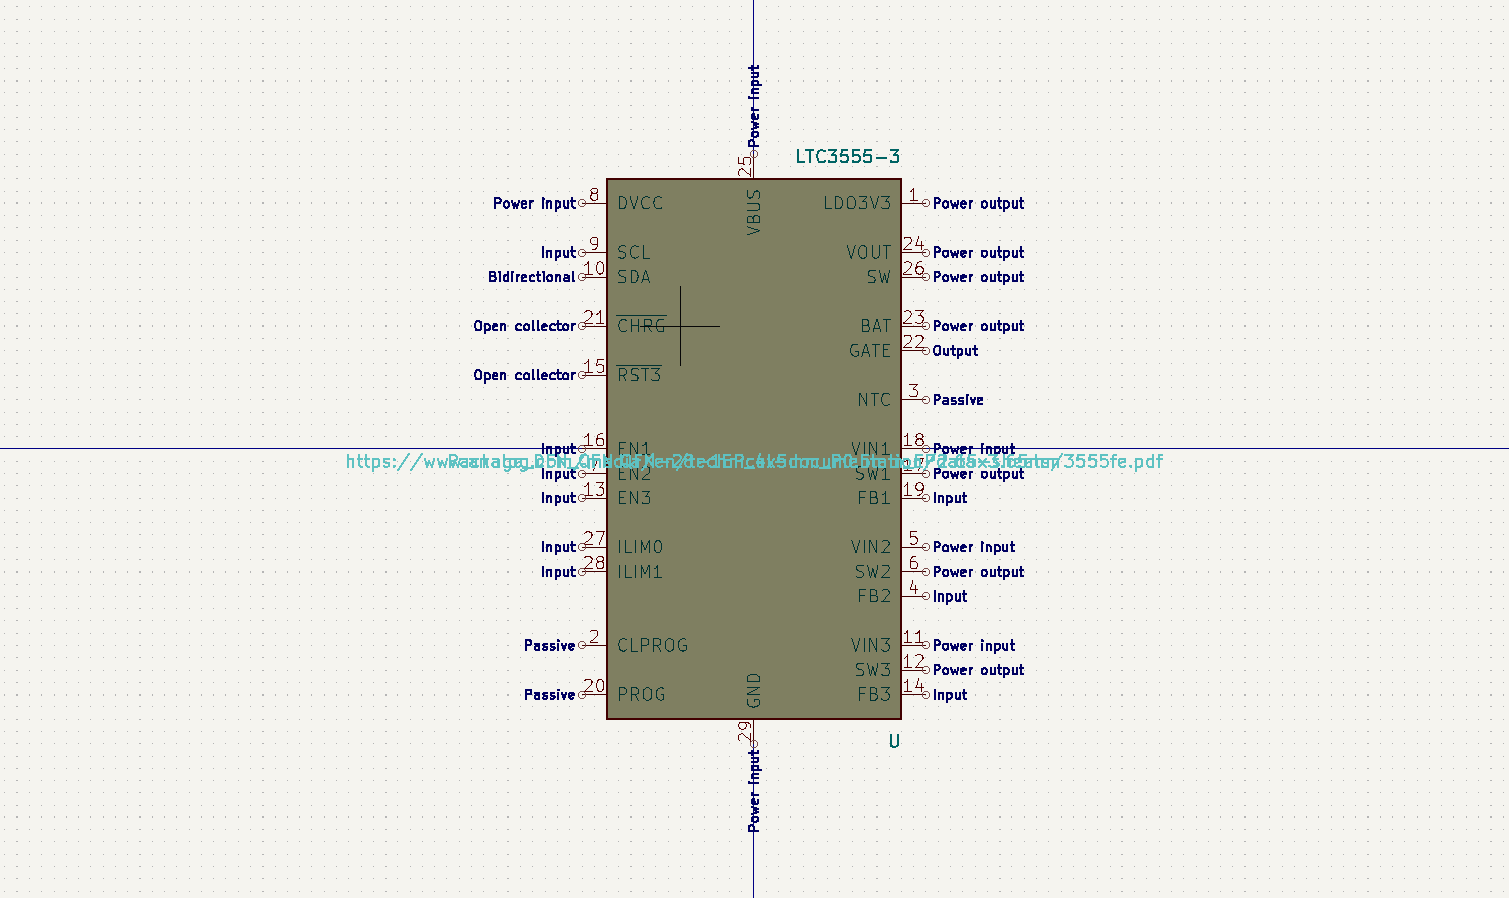 Power input
25
LTC3555-3
VBUS
Power input 8 DVCC
LDO3V3 1 Power output
Input 9 SCL
VOUT 24 Power output
Bidirectional 10 SDA
SW 26 Power output
Open collector 21 CHRG
BAT 23 Power output
GATE 22 Output
Open collector 15 RST3
NTC 3 Passive
Input 16 EN1
VIN1 18 Power input
Input EN2
SW1 Power output
Input 13 EN3
FB1 19 Input
Input 27 ILIM0
VIN2 5 Power input
Input 28 ILIM1
SW2 6 Power output
FB2 4 Input
Passive 2 CLPROG
VIN3 11 Power input
SW3 12 Power output
Passive 20 PROG
FB3 14 Input
GND
29
U
Power input